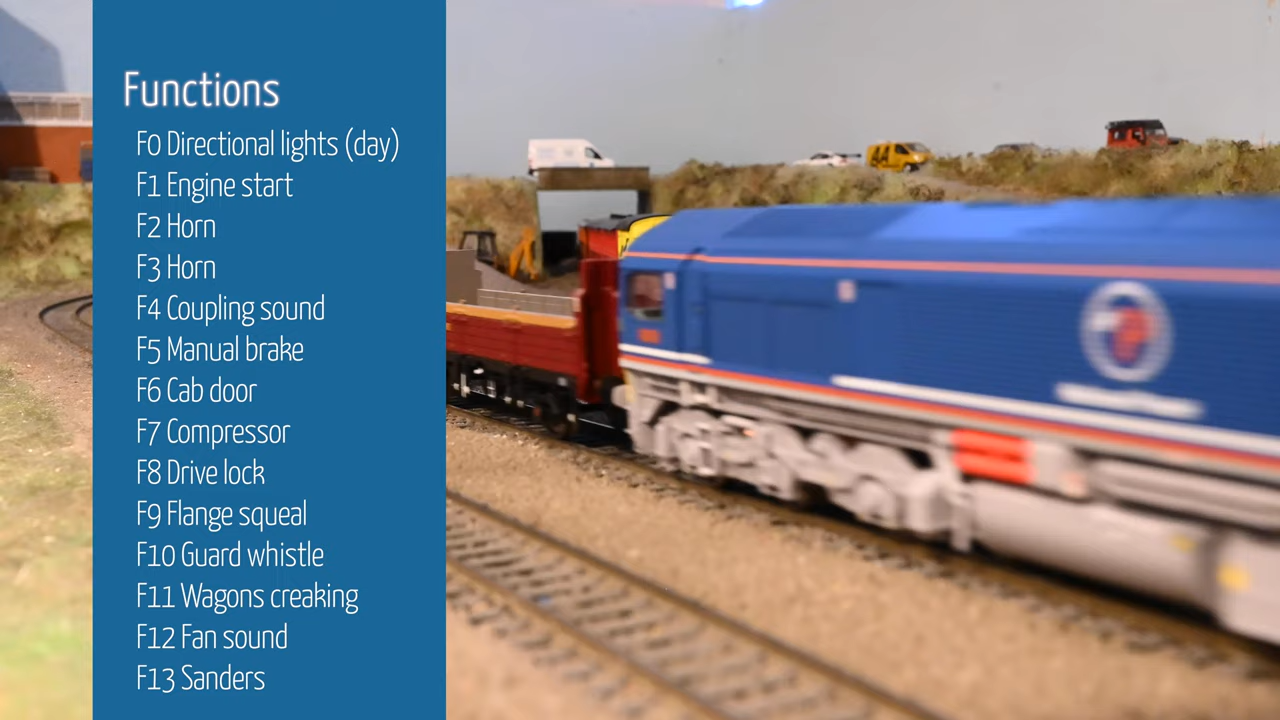 Functions
F0 Directional lights (day)
F1 Engine start
F2 Horn
F3 Horn
F4 Coupling sound
F5 Manual brake
F6 Cab door
F7 Compressor
F8 Drive lock
F9 Flange squeal
F10 Guard whistle
F11 Wagons creaking
F12 Fan sound
F13 Sanders